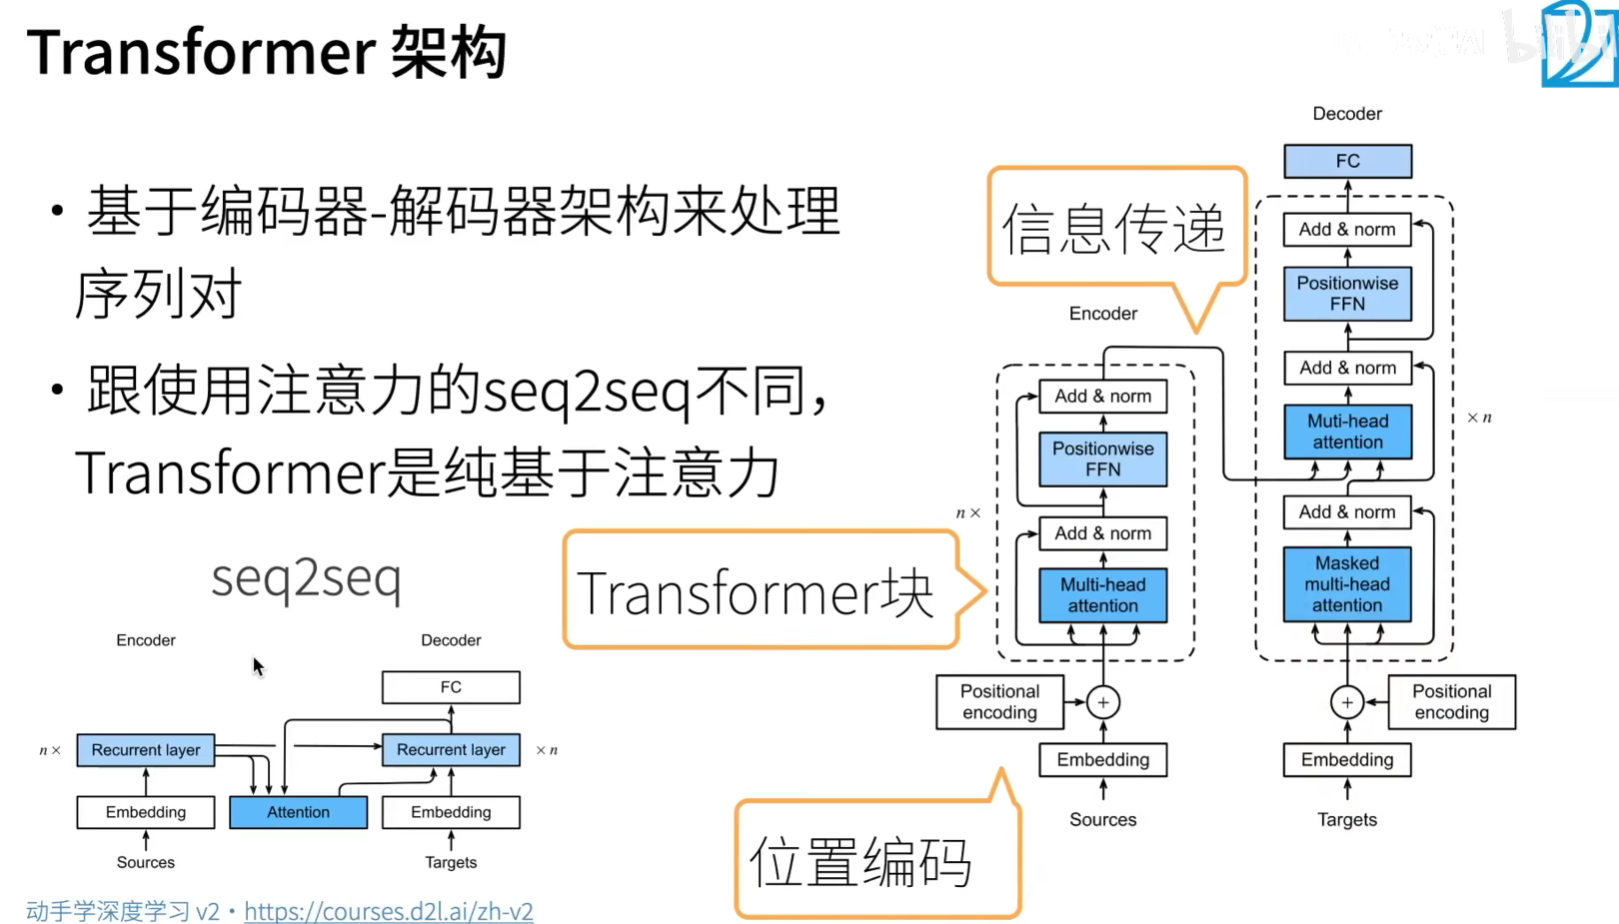 Transformer 架构
• 基于编码器-解码器架构来处理
序列对
• 跟使用注意力的seq2seq不同，
Transformer是纯基于注意力
seq2seq
Encoder
Decoder
FC
n ×
Recurrent layer
Recurrent layer
× n
Embedding
Attention
Embedding
Sources
Targets
信息传递
Transformer块
位置编码
Encoder
Add & norm
Positionwise
FFN
n ×
Add & norm
Multi-head
attention
Positional
encoding
+
Embedding
Sources
Decoder
FC
Add & norm
Positionwise
FFN
Add & norm
Muti-head
attention
× n
Add & norm
Masked
multi-head
attention
+
Positional
encoding
Embedding
Targets
动手学深度学习 v2 • https://courses.d2l.ai/zh-v2